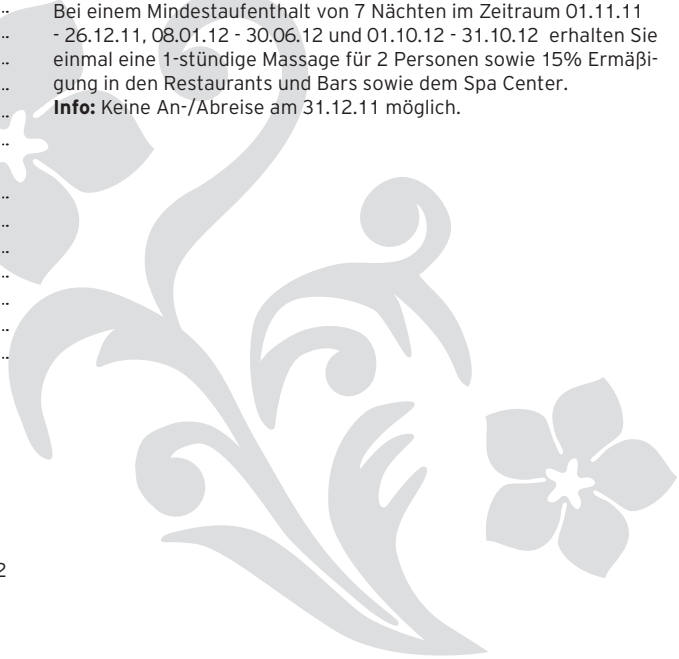 Bei einem Mindestaufenthalt von 7 Nächten im Zeitraum 01.11.11
- 26.12.11, 08.01.12 - 30.06.12 und 01.10.12 - 31.10.12 erhalten Sie
einmal eine 1-stündige Massage für 2 Personen sowie 15% Ermäßi-
gung in den Restaurants und Bars sowie dem Spa Center.
Info: Keine An-/Abreise am 31.12.11 möglich.
2